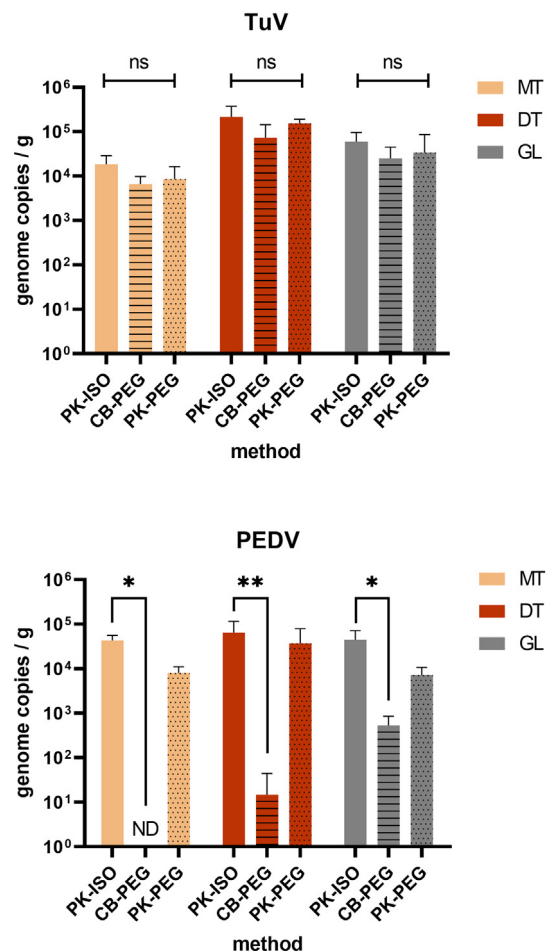 TuV
ns ns ns
MT
DT
GL
genome copies / g
10⁶
10⁵
10⁴
10³
10²
10¹
10⁰
PK-ISO CB-PEG PK-PEG PK-ISO CB-PEG PK-PEG PK-ISO CB-PEG PK-PEG
method
PEDV
* ** *
MT
DT
GL
genome copies / g
10⁶
10⁵
10⁴
10³
10²
10¹
10⁰
ND
PK-ISO CB-PEG PK-PEG PK-ISO CB-PEG PK-PEG PK-ISO CB-PEG PK-PEG
method